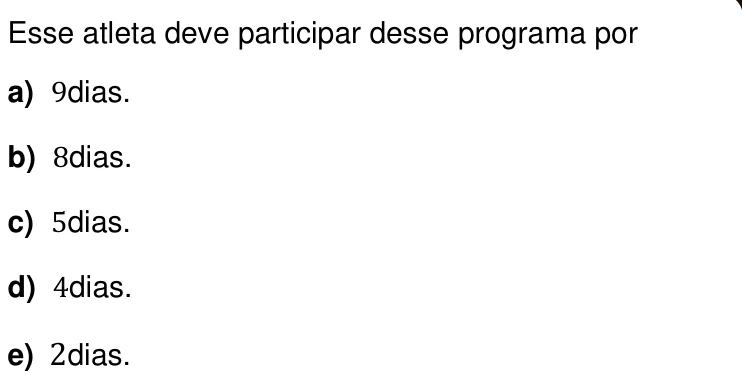 Esse atleta deve participar desse programa por
a) 9dias.
b) 8dias.
c) 5dias.
d) 4dias.
e) 2dias.